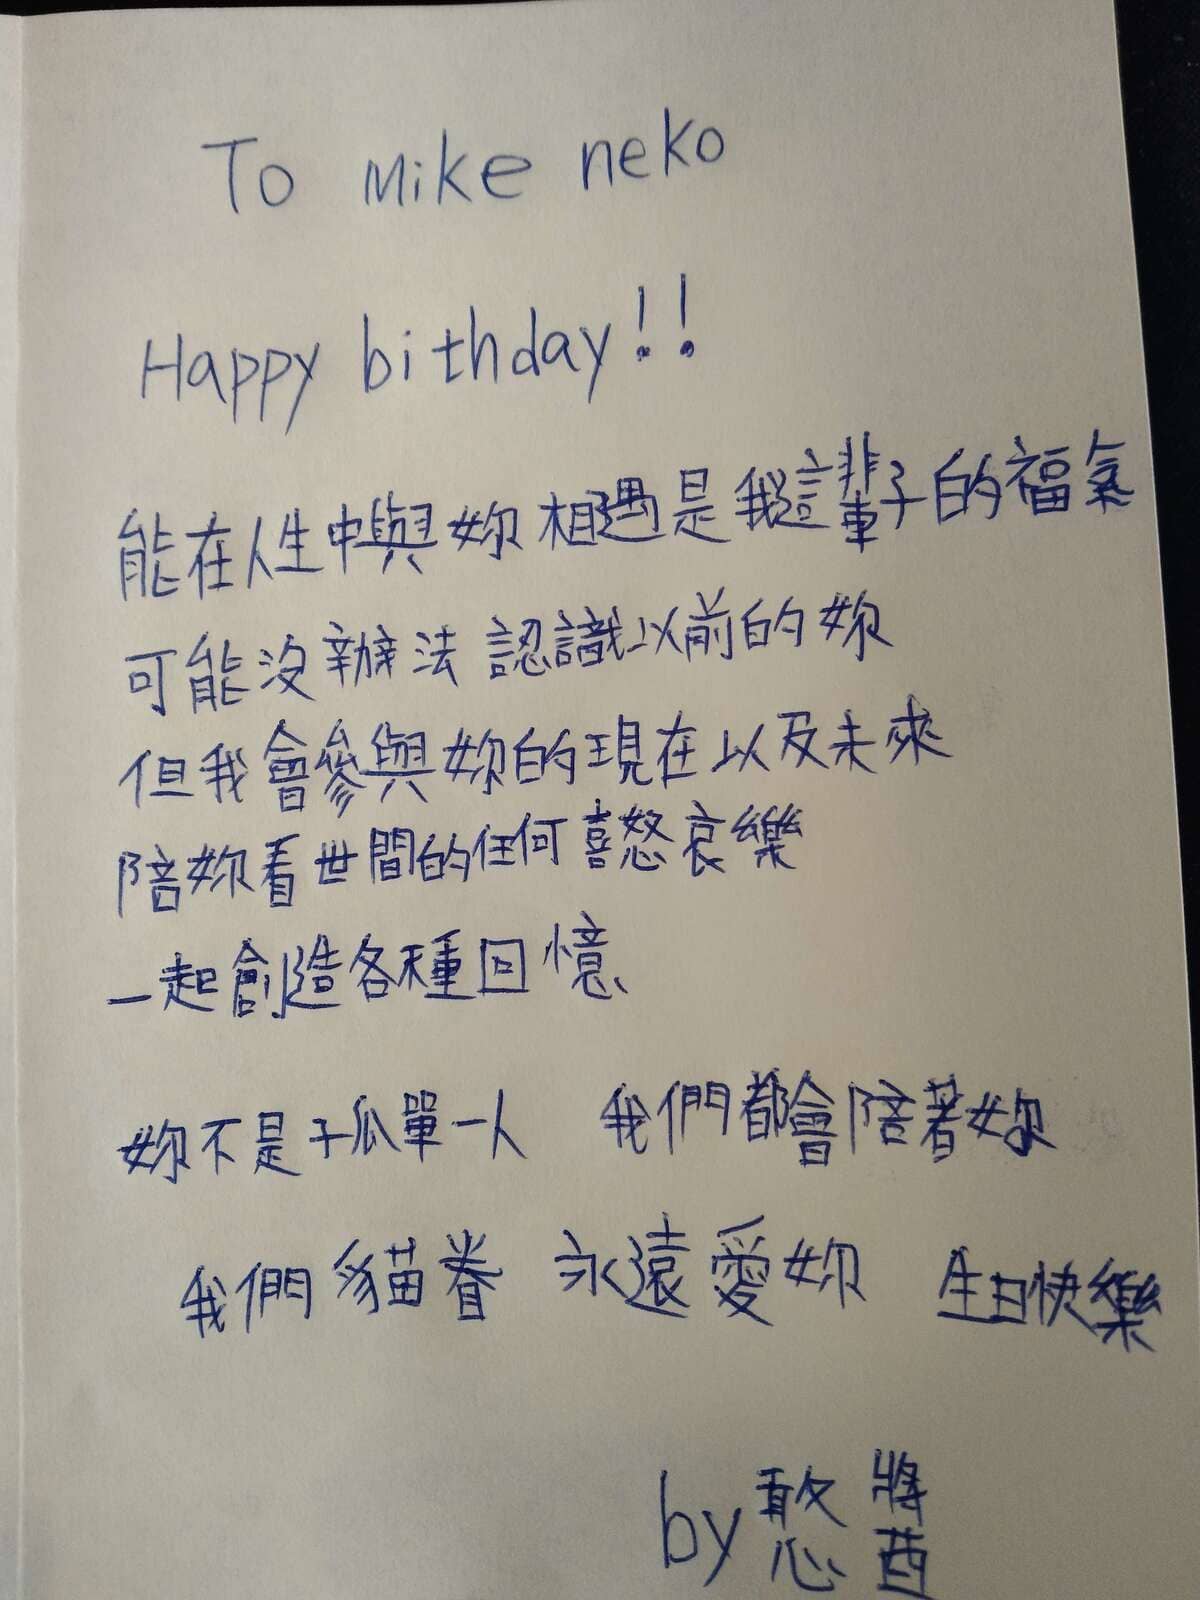 To Mike neko
Happy bithday!!
能在人生中與妳相遇是我這輩子的福氣
可能沒辦法認識以前的妳
但我會參與妳的現在以及未來
陪妳看世間的任何喜怒哀樂
一起創造各種回憶
妳不是孤單一人 我們都會陪著妳
我們貓眷 永遠愛妳 生日快樂
by憨醬